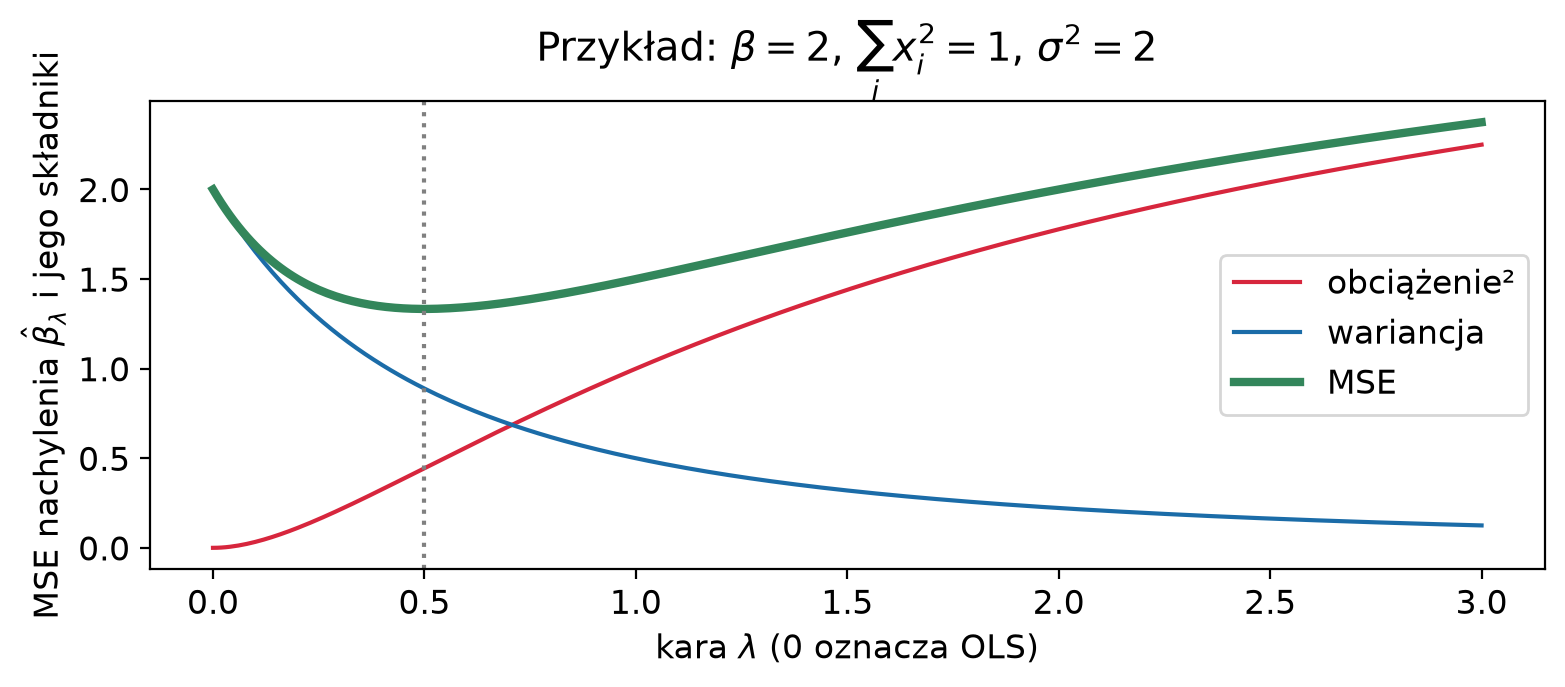 Przykład: β = 2, ∑ᵢ xᵢ² = 1, σ² = 2
MSE nachylenia β̂_λ i jego składniki
2.0
1.5
1.0
0.5
0.0
obciążenie²
wariancja
MSE
0.0 0.5 1.0 1.5 2.0 2.5 3.0
kara λ (0 oznacza OLS)